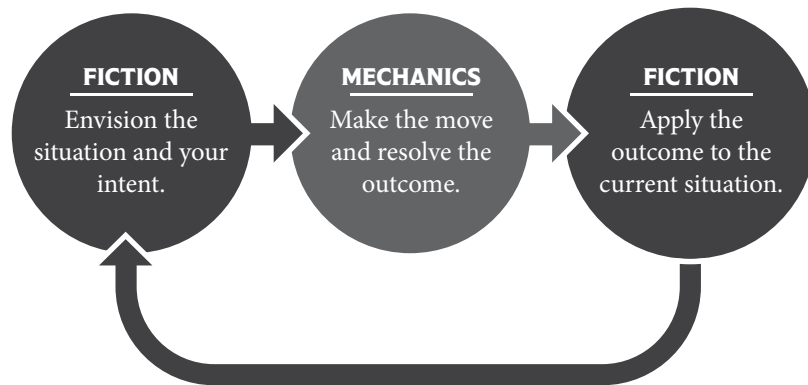 FICTION
Envision the
situation and your
intent.
MECHANICS
Make the move
and resolve the
outcome.
FICTION
Apply the
outcome to the
current situation.